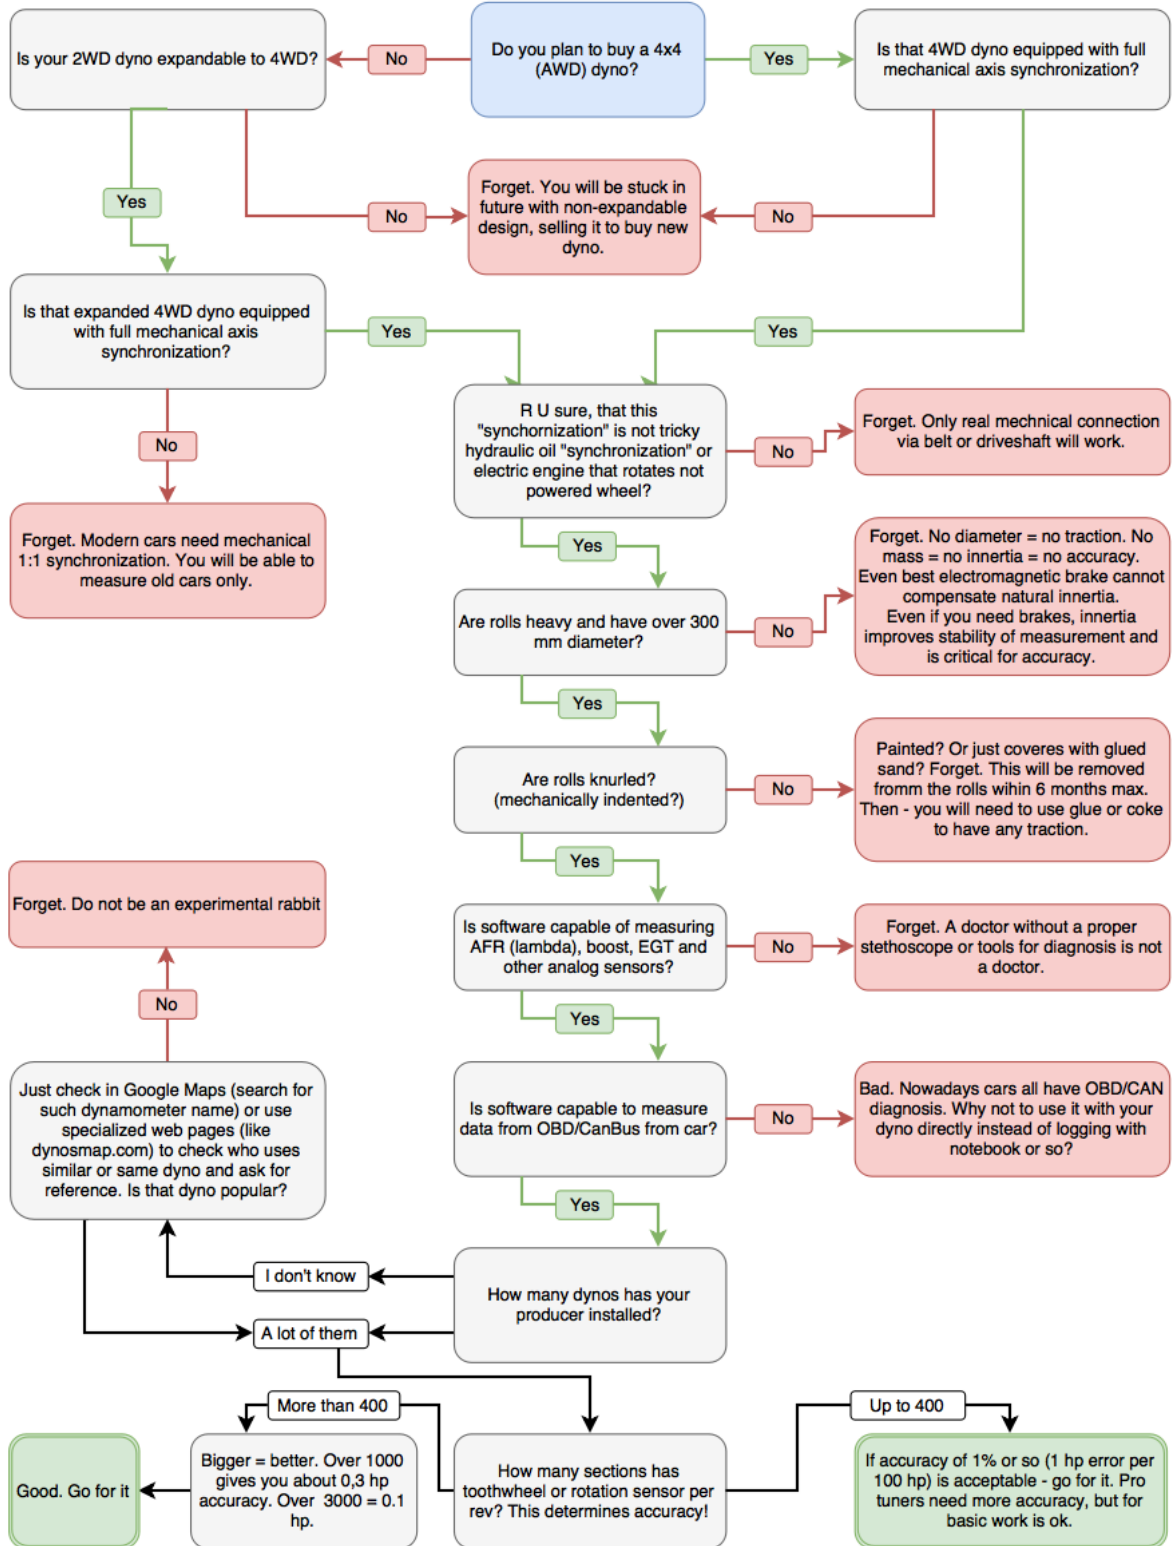 Is your 2WD dyno expandable to 4WD?
No
Do you plan to buy a 4x4
(AWD) dyno?
Yes
Is that 4WD dyno equipped with full
mechanical axis synchronization?
Yes
No
Forget. You will be stuck in
future with non-expandable
design, selling it to buy new
dyno.
No
Is that expanded 4WD dyno equipped
with full mechanical axis
synchronization?
Yes
Yes
No
R U sure, that this
"synchornization" is not tricky
hydraulic oil "synchronization" or
electric engine that rotates not
powered wheel?
No
Forget. Only real mechnical connection
via belt or driveshaft will work.
Forget. Modern cars need mechanical
1:1 synchronization. You will be able to
measure old cars only.
Yes
Are rolls heavy and have over 300
mm diameter?
No
Forget. No diameter = no traction. No
mass = no innertia = no accuracy.
Even best electromagnetic brake cannot
compensate natural innertia.
Even if you need brakes, innertia
improves stability of measurement and
is critical for accuracy.
Yes
Are rolls knurled?
(mechanically indented?)
No
Painted? Or just coveres with glued
sand? Forget. This will be removed
fromm the rolls wihin 6 months max.
Then - you will need to use glue or coke
to have any traction.
Yes
Forget. Do not be an experimental rabbit
Is software capable of measuring
AFR (lambda), boost, EGT and
other analog sensors?
No
Forget. A doctor without a proper
stethoscope or tools for diagnosis is not
a doctor.
No
Yes
Just check in Google Maps (search for
such dynamometer name) or use
specialized web pages (like
dynosmap.com) to check who uses
similar or same dyno and ask for
reference. Is that dyno popular?
Is software capable to measure
data from OBD/CanBus from car?
No
Bad. Nowadays cars all have OBD/CAN
diagnosis. Why not to use it with your
dyno directly instead of logging with
notebook or so?
Yes
I don't know
How many dynos has your
producer installed?
A lot of them
More than 400
Up to 400
Good. Go for it
Bigger = better. Over 1000
gives you about 0,3 hp
accuracy. Over 3000 = 0.1
hp.
How many sections has
toothwheel or rotation sensor per
rev? This determines accuracy!
If accuracy of 1% or so (1 hp error per
100 hp) is acceptable - go for it. Pro
tuners need more accuracy, but for
basic work is ok.